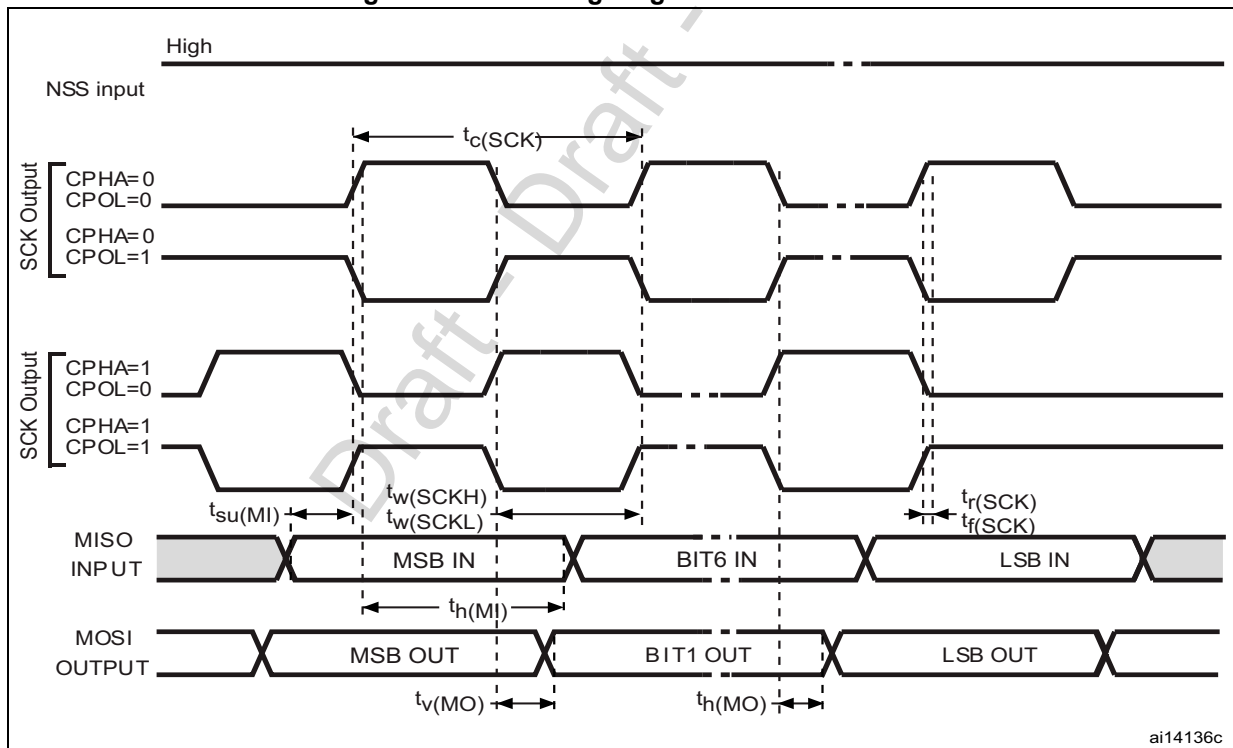 High
NSS input
tc(SCK)
SCK Output
CPHA=0
CPOL=0
CPHA=0
CPOL=1
SCK Output
CPHA=1
CPOL=0
CPHA=1
CPOL=1
tsu(MI)
tw(SCKH)
tw(SCKL)
tr(SCK)
tf(SCK)
MISO
INPUT
MSB IN
BIT6 IN
LSB IN
th(MI)
MOSI
OUTPUT
MSB OUT
BIT1 OUT
LSB OUT
tv(MO)
th(MO)
ai14136c
Draft - Draft -